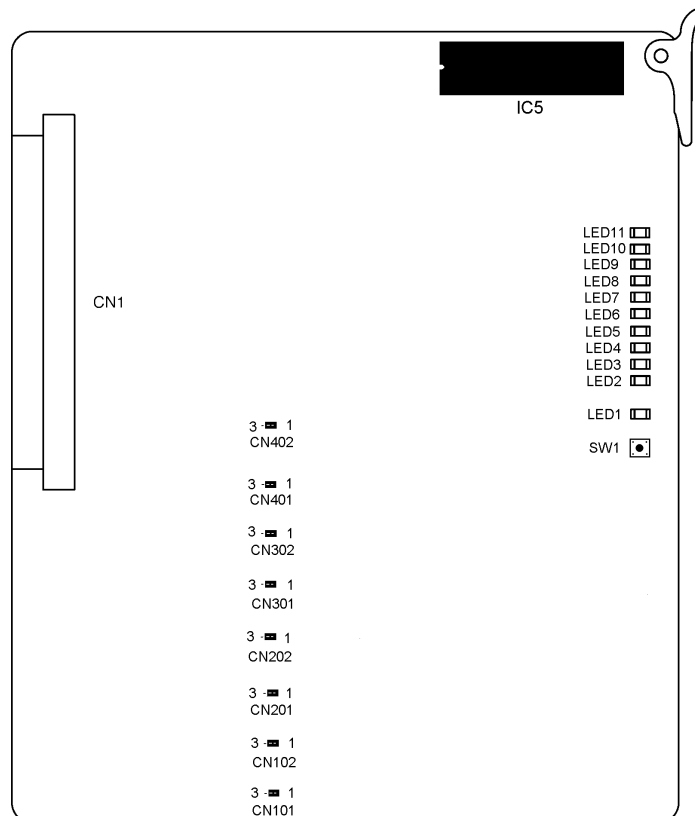 IC5
LED11
LED10
LED9
LED8
CN1
LED7
LED6
LED5
LED4
LED3
LED2
LED1
3 1
CN402
SW1
3 1
CN401
3 1
CN302
3 1
CN301
3 1
CN202
3 1
CN201
3 1
CN102
3 1
CN101